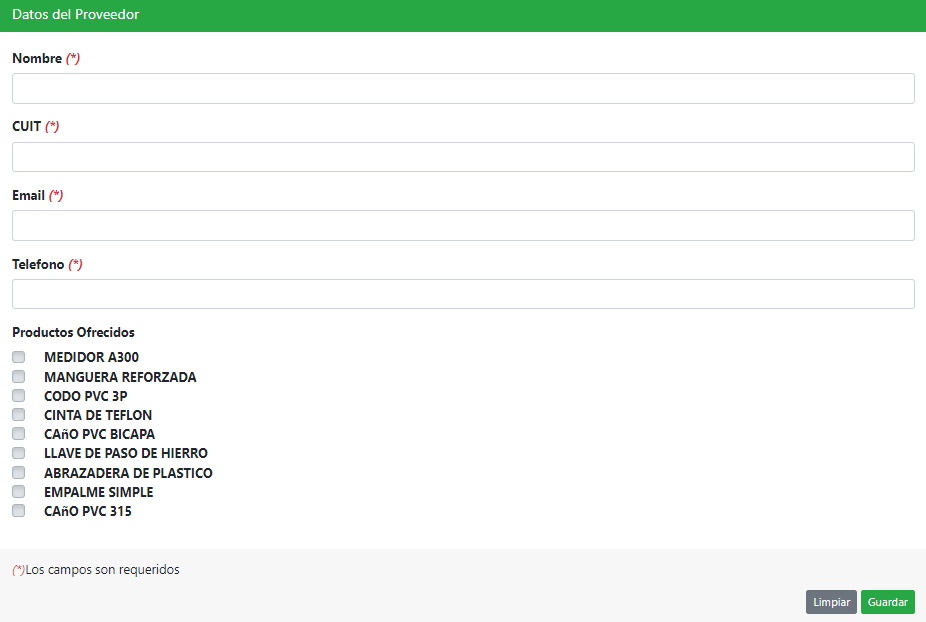 Datos del Proveedor
Nombre (*)
CUIT (*)
Email (*)
Telefono (*)
Productos Ofrecidos
MEDIDOR A300
MANGUERA REFORZADA
CODO PVC 3P
CINTA DE TEFLON
CAñO PVC BICAPA
LLAVE DE PASO DE HIERRO
ABRAZADERA DE PLASTICO
EMPALME SIMPLE
CAñO PVC 315
(*)Los campos son requeridos
Limpiar Guardar